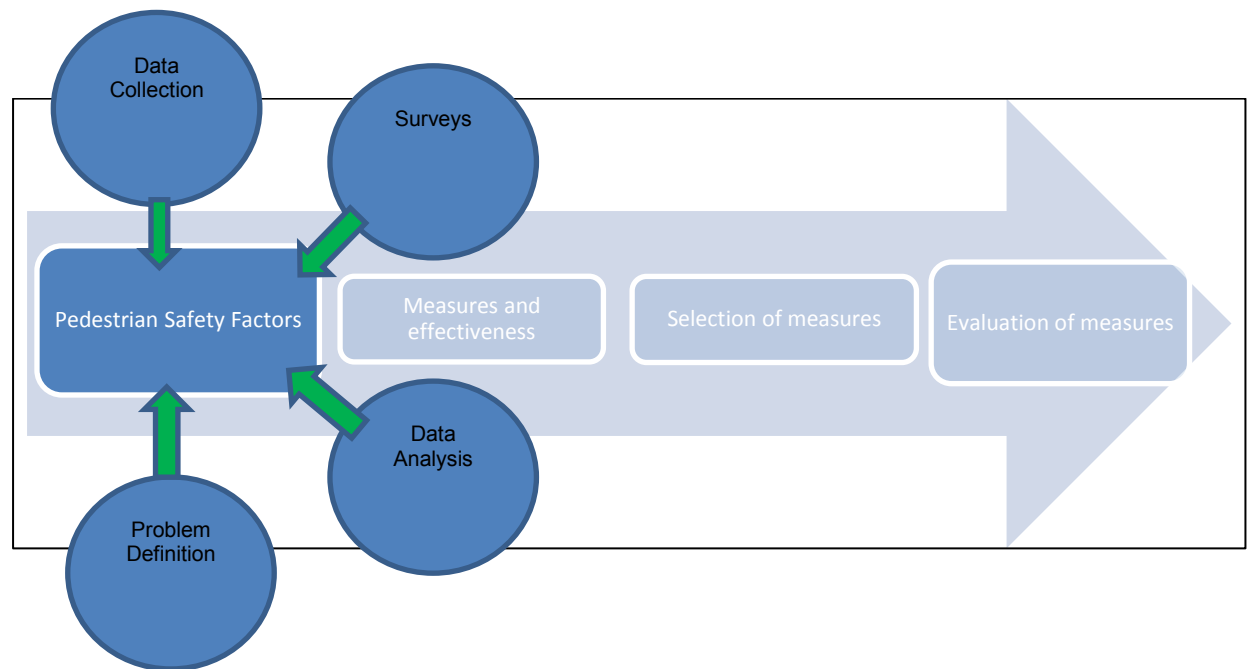 Data
Collection
Surveys
Pedestrian Safety Factors
Measures and
effectiveness
Selection of measures
Evaluation of measures
Data
Analysis
Problem
Definition